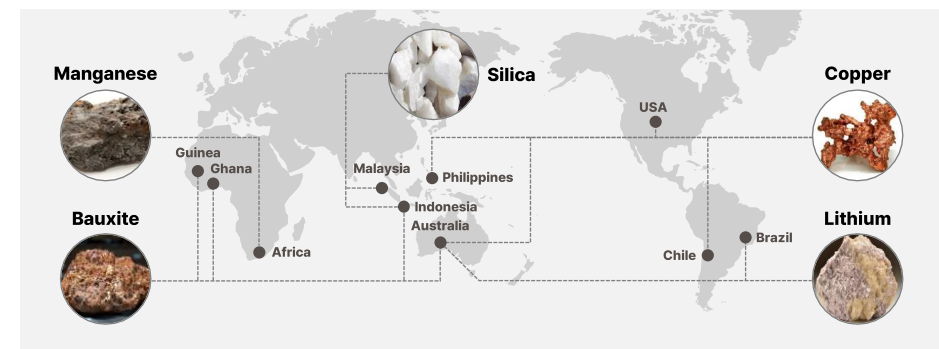 Manganese
Silica
Copper
USA
Guinea
Ghana
Malaysia
Philippines
Indonesia
Bauxite
Australia
Lithium
Africa
Chile
Brazil